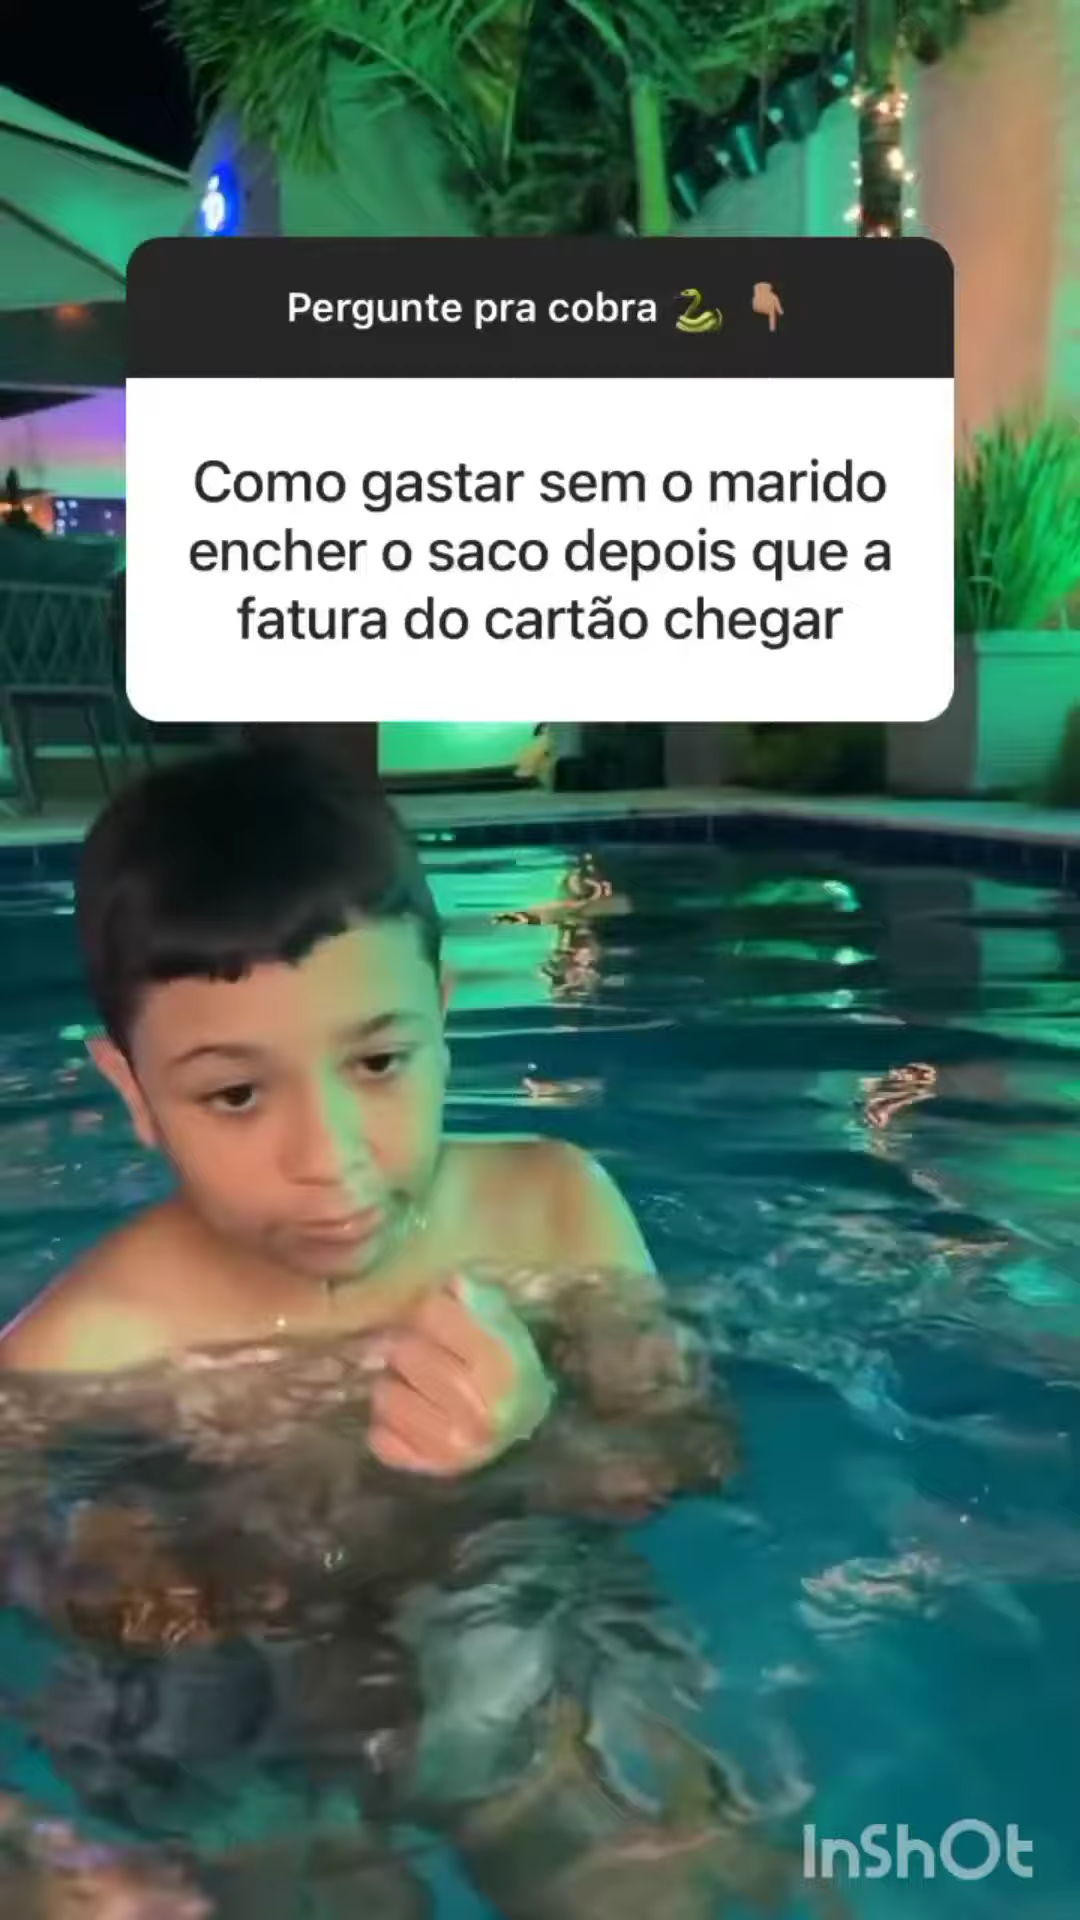 Pergunte pra cobra 🐍 👇🏽
Como gastar sem o marido
encher o saco depois que a
fatura do cartão chegar
InShOt